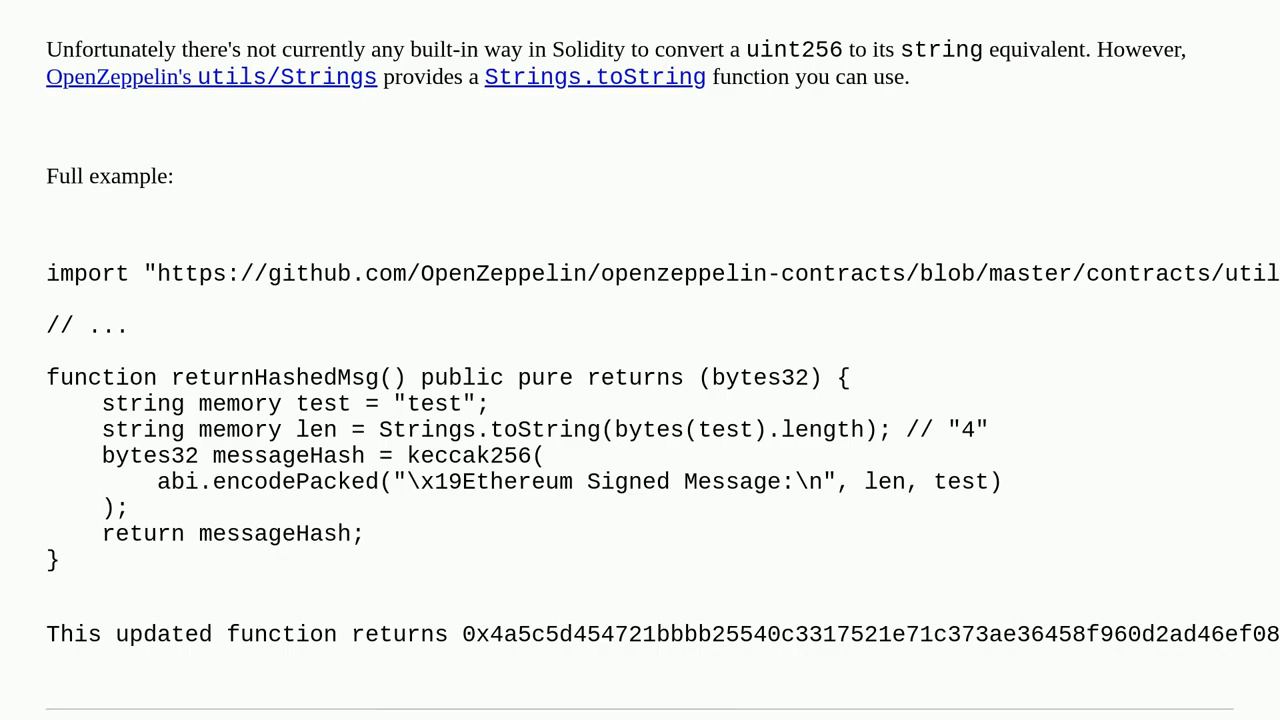 Unfortunately there's not currently any built-in way in Solidity to convert a uint256 to its string equivalent. However,
OpenZeppelin's utils/Strings provides a Strings.toString function you can use.
Full example:
import "https://github.com/OpenZeppelin/openzeppelin-contracts/blob/master/contracts/util
// ...
function returnHashedMsg() public pure returns (bytes32) {
    string memory test = "test";
    string memory len = Strings.toString(bytes(test).length); // "4"
    bytes32 messageHash = keccak256(
        abi.encodePacked("\x19Ethereum Signed Message:\n", len, test)
    );
    return messageHash;
}
This updated function returns 0x4a5c5d454721bbbb25540c3317521e71c373ae36458f960d2ad46ef08